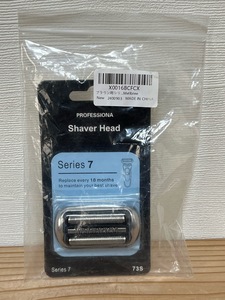 X0016BCFCX
PROFESSIONA
Shaver Head
Series 7
Replace every 18 months
to maintain your best shave
Series 7
73S